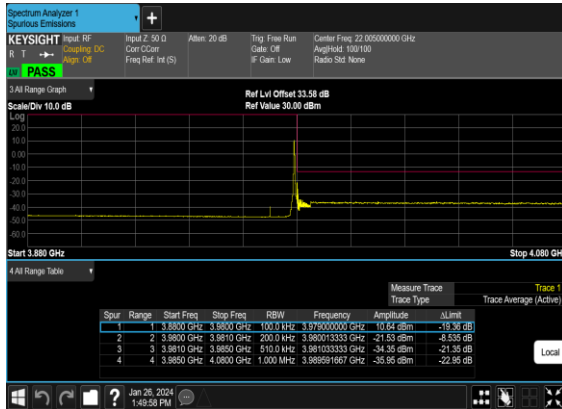 Spectrum Analyzer 1
Spurious Emissions
+
KEYSIGHT Input: RF Input Z: 50 Ω Atten: 20 dB Trig: Free Run Center Freq: 22.005000000 GHz
R T Coupling: DC Corr CCorr Gate: Off Avg|Hold: 100/100
Align: Off Freq Ref: Int (S) IF Gain: Low Radio Std: None
LV PASS
3 All Range Graph
Ref Lvl Offset 33.58 dB
Scale/Div 10.0 dB Ref Value 30.00 dBm
Log
20.0
10.0
0.00
-10.0
-20.0
-30.0
-40.0
-50.0
-60.0
Start 3.880 GHz Stop 4.080 GH
4 All Range Table
Measure Trace Trace 1
Trace Type Trace Average (Active)
Spur Range Start Freq Stop Freq RBW Frequency Amplitude ΔLimit
1 1 3.8800 GHz 3.9800 GHz 100.0 kHz 3.979000000 GHz 10.64 dBm -19.36 dB
2 2 3.9800 GHz 3.9810 GHz 200.0 kHz 3.980013333 GHz -21.53 dBm -8.535 dB
3 3 3.9810 GHz 3.9850 GHz 510.0 kHz 3.981033333 GHz -34.35 dBm -21.35 dB
4 4 3.9850 GHz 4.0800 GHz 1.000 MHz 3.989591667 GHz -35.95 dBm -22.95 dB
Local
? Jan 26, 2024
1:49:58 PM